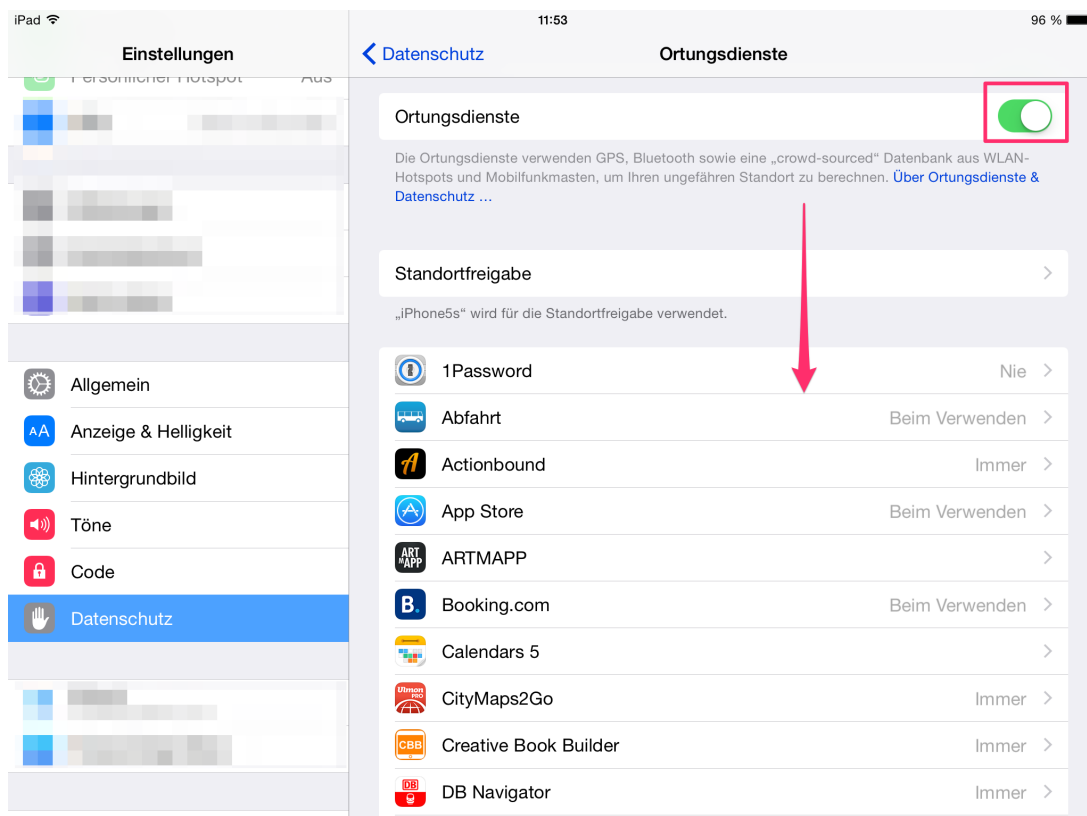 iPad 11:53 96 %
Einstellungen
Persönlicher Hotspot Aus
Allgemein
Anzeige & Helligkeit
Hintergrundbild
Töne
Code
Datenschutz
Datenschutz Ortungsdienste
Ortungsdienste
Die Ortungsdienste verwenden GPS, Bluetooth sowie eine „crowd-sourced“ Datenbank aus WLAN-
Hotspots und Mobilfunkmasten, um Ihren ungefähren Standort zu berechnen. Über Ortungsdienste &
Datenschutz …
Standortfreigabe
„iPhone5s“ wird für die Standortfreigabe verwendet.
1Password Nie
Abfahrt Beim Verwenden
Actionbound Immer
App Store Beim Verwenden
ARTMAPP
Booking.com Beim Verwenden
Calendars 5
CityMaps2Go Immer
Creative Book Builder Immer
DB Navigator Immer